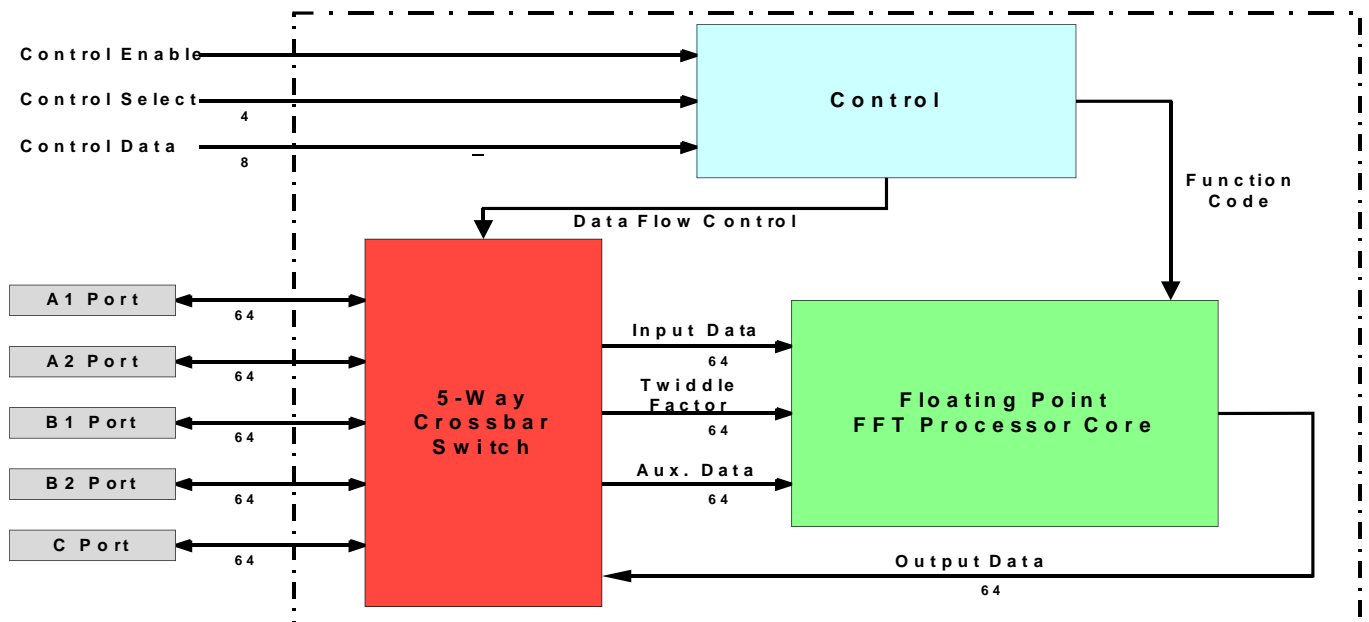 Control Enable
Control Select
4
Control Data
8
Control
Function
Code
Data Flow Control
A1 Port
64
A2 Port
64
B1 Port
64
B2 Port
64
C Port
64
5-Way
Crossbar
Switch
Input Data
64
Twiddle
Factor
64
Aux. Data
64
Floating Point
FFT Processor Core
Output Data
64